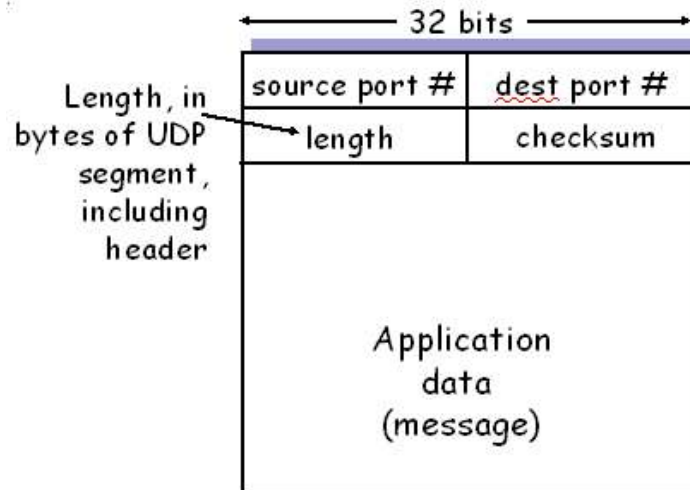 32 bits
source port #
dest port #
Length, in
bytes of UDP
segment,
including
header
length
checksum
Application
data
(message)